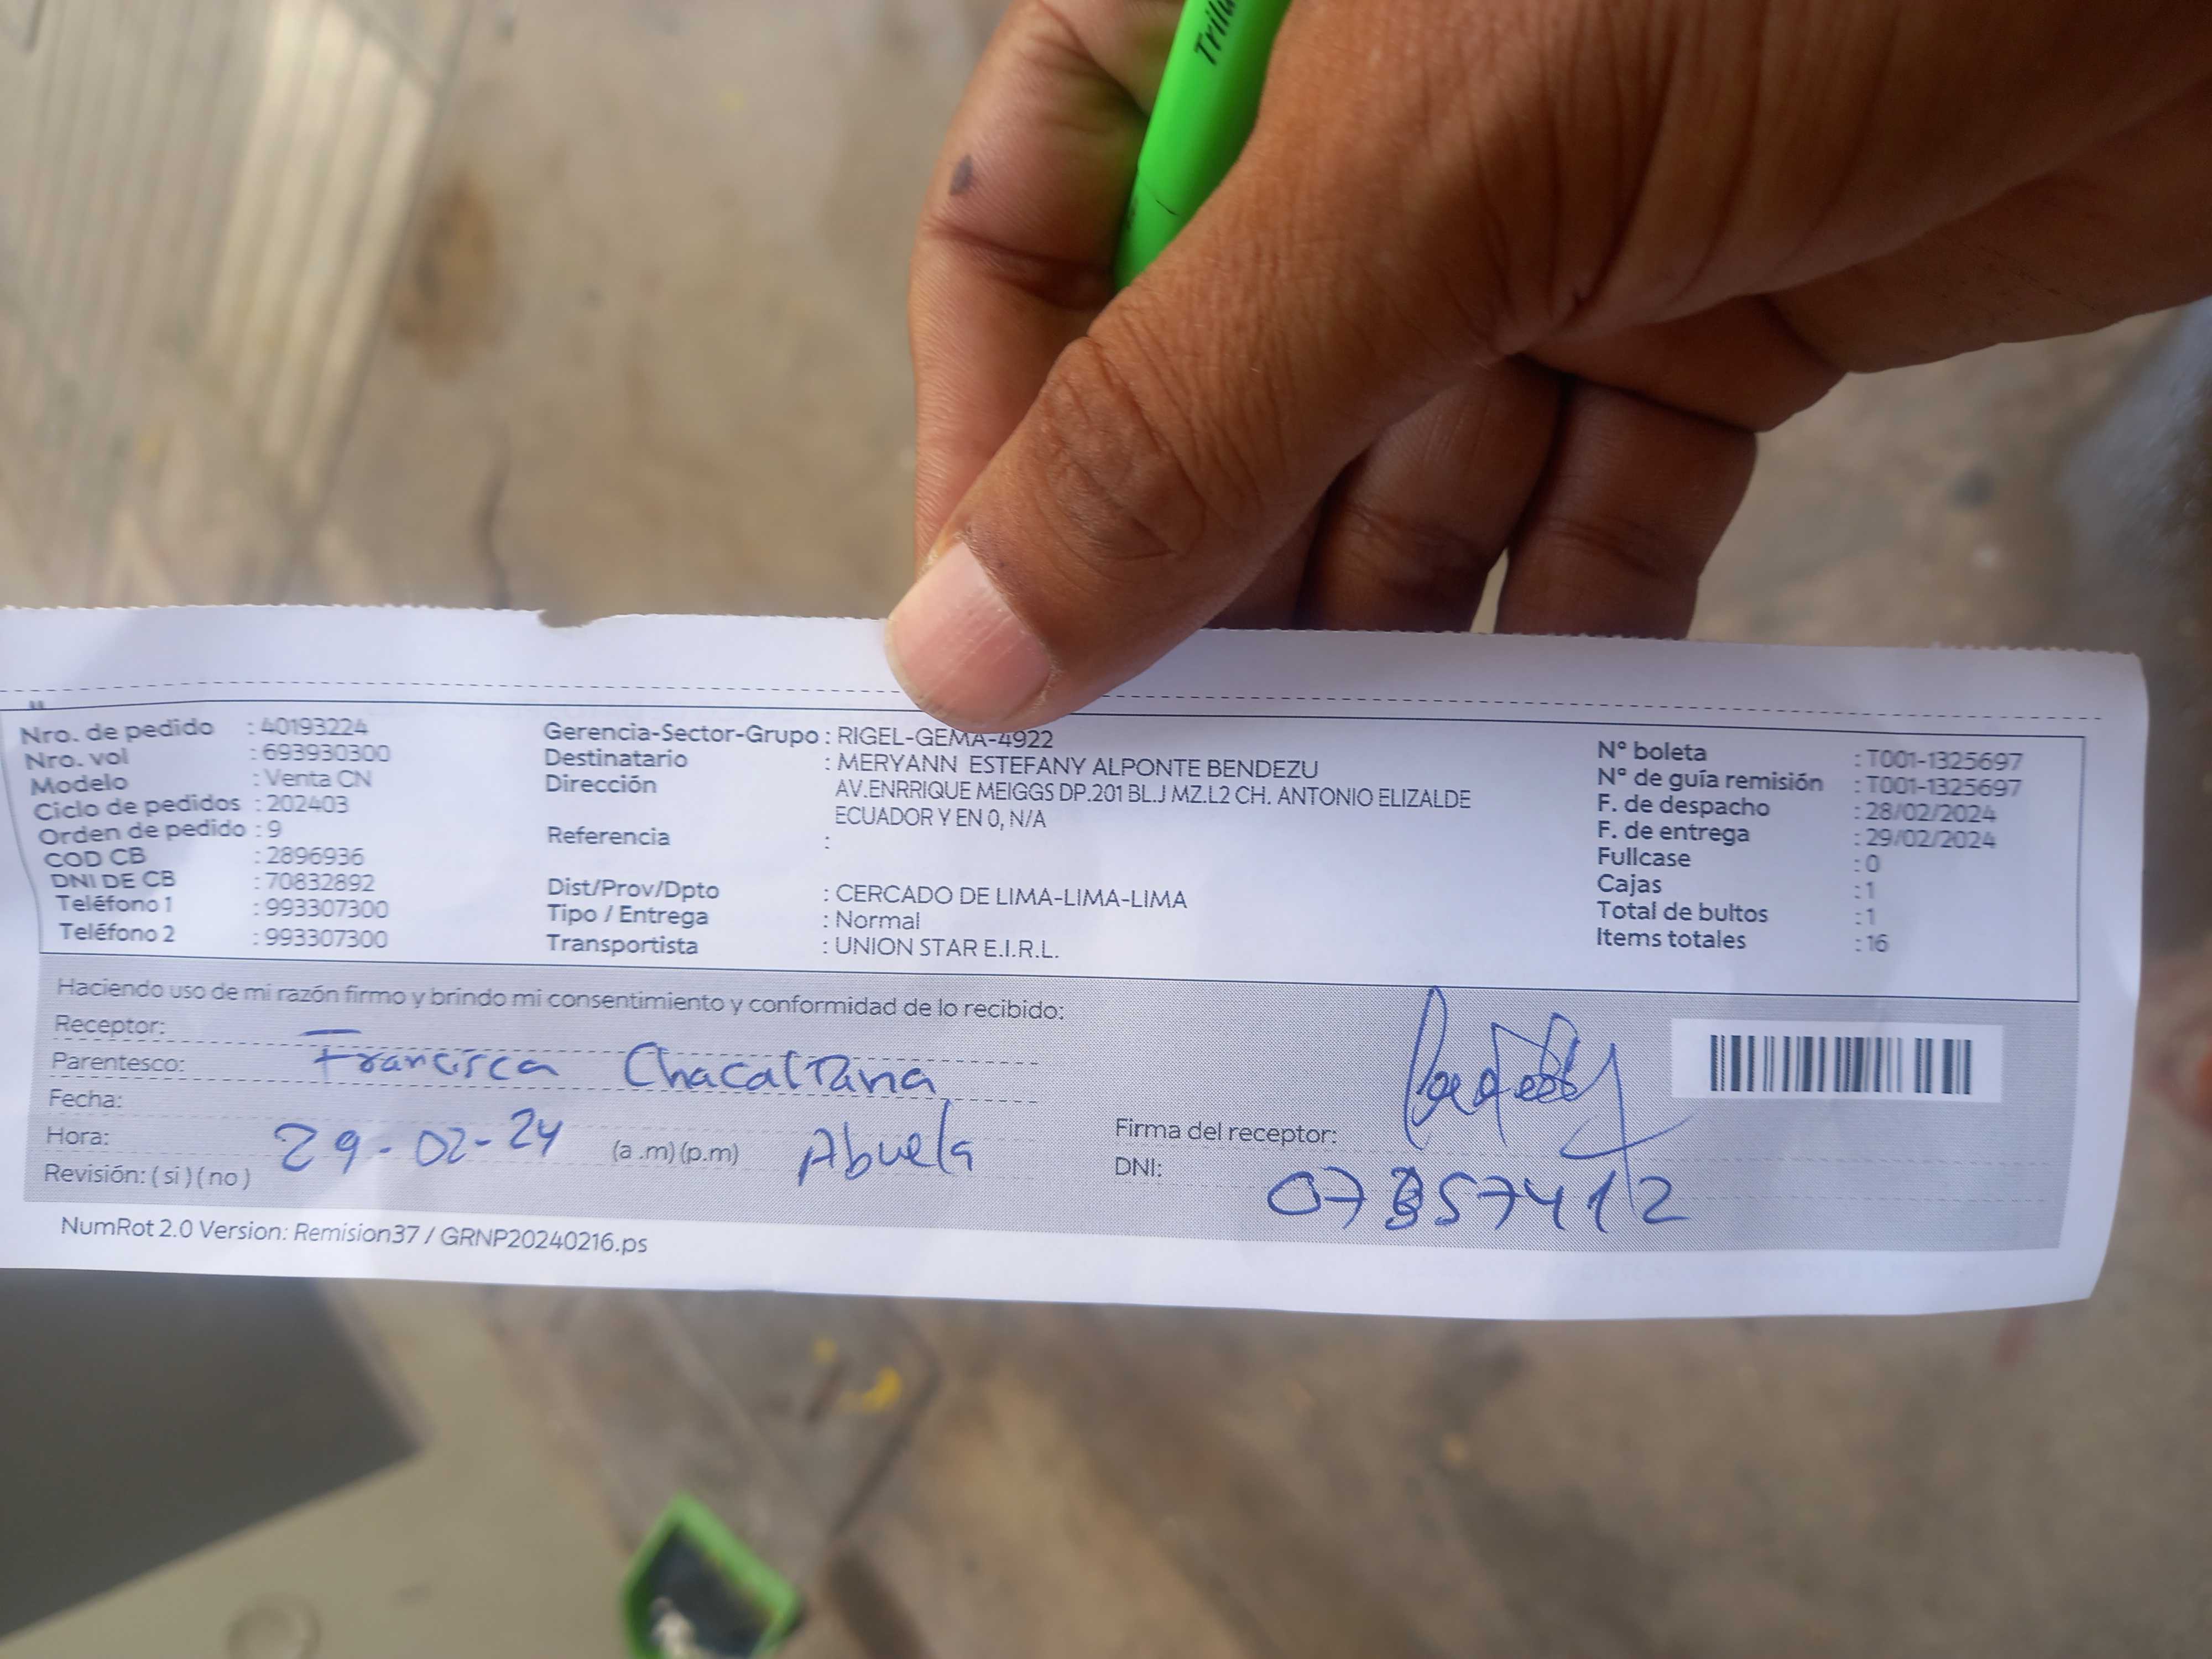 Nro. de pedido : 40193224
Nro. vol : 693930300
Modelo : Venta CN
Ciclo de pedidos : 202403
Orden de pedido : 9
COD CB : 2896936
DNI DE CB : 70832892
Teléfono 1 : 993307300
Teléfono 2 : 993307300
Gerencia-Sector-Grupo : RIGEL-GEMA-4922
Destinatario : MERYANN ESTEFANY ALPONTE BENDEZU
Dirección AV.ENRRIQUE MEIGGS DP.201 BL.J MZ.L2 CH. ANTONIO ELIZALDE
ECUADOR Y EN 0, N/A
Referencia :
Dist/Prov/Dpto : CERCADO DE LIMA-LIMA-LIMA
Tipo / Entrega : Normal
Transportista : UNION STAR E.I.R.L.
N° boleta : T001-1325697
N° de guía remisión : T001-1325697
F. de despacho : 28/02/2024
F. de entrega : 29/02/2024
Fullcase : 0
Cajas : 1
Total de bultos : 1
Items totales : 16
Haciendo uso de mi razón firmo y brindo mi consentimiento y conformidad de lo recibido:
Receptor:
Parentesco: Francisca Chacaltana
Fecha:
Hora: 29-02-24 (a .m) (p.m) Abuela
Revisión: ( si ) ( no )
Firma del receptor:
DNI: 07357412
NumRot 2.0 Version: Remision37 / GRNP20240216.ps